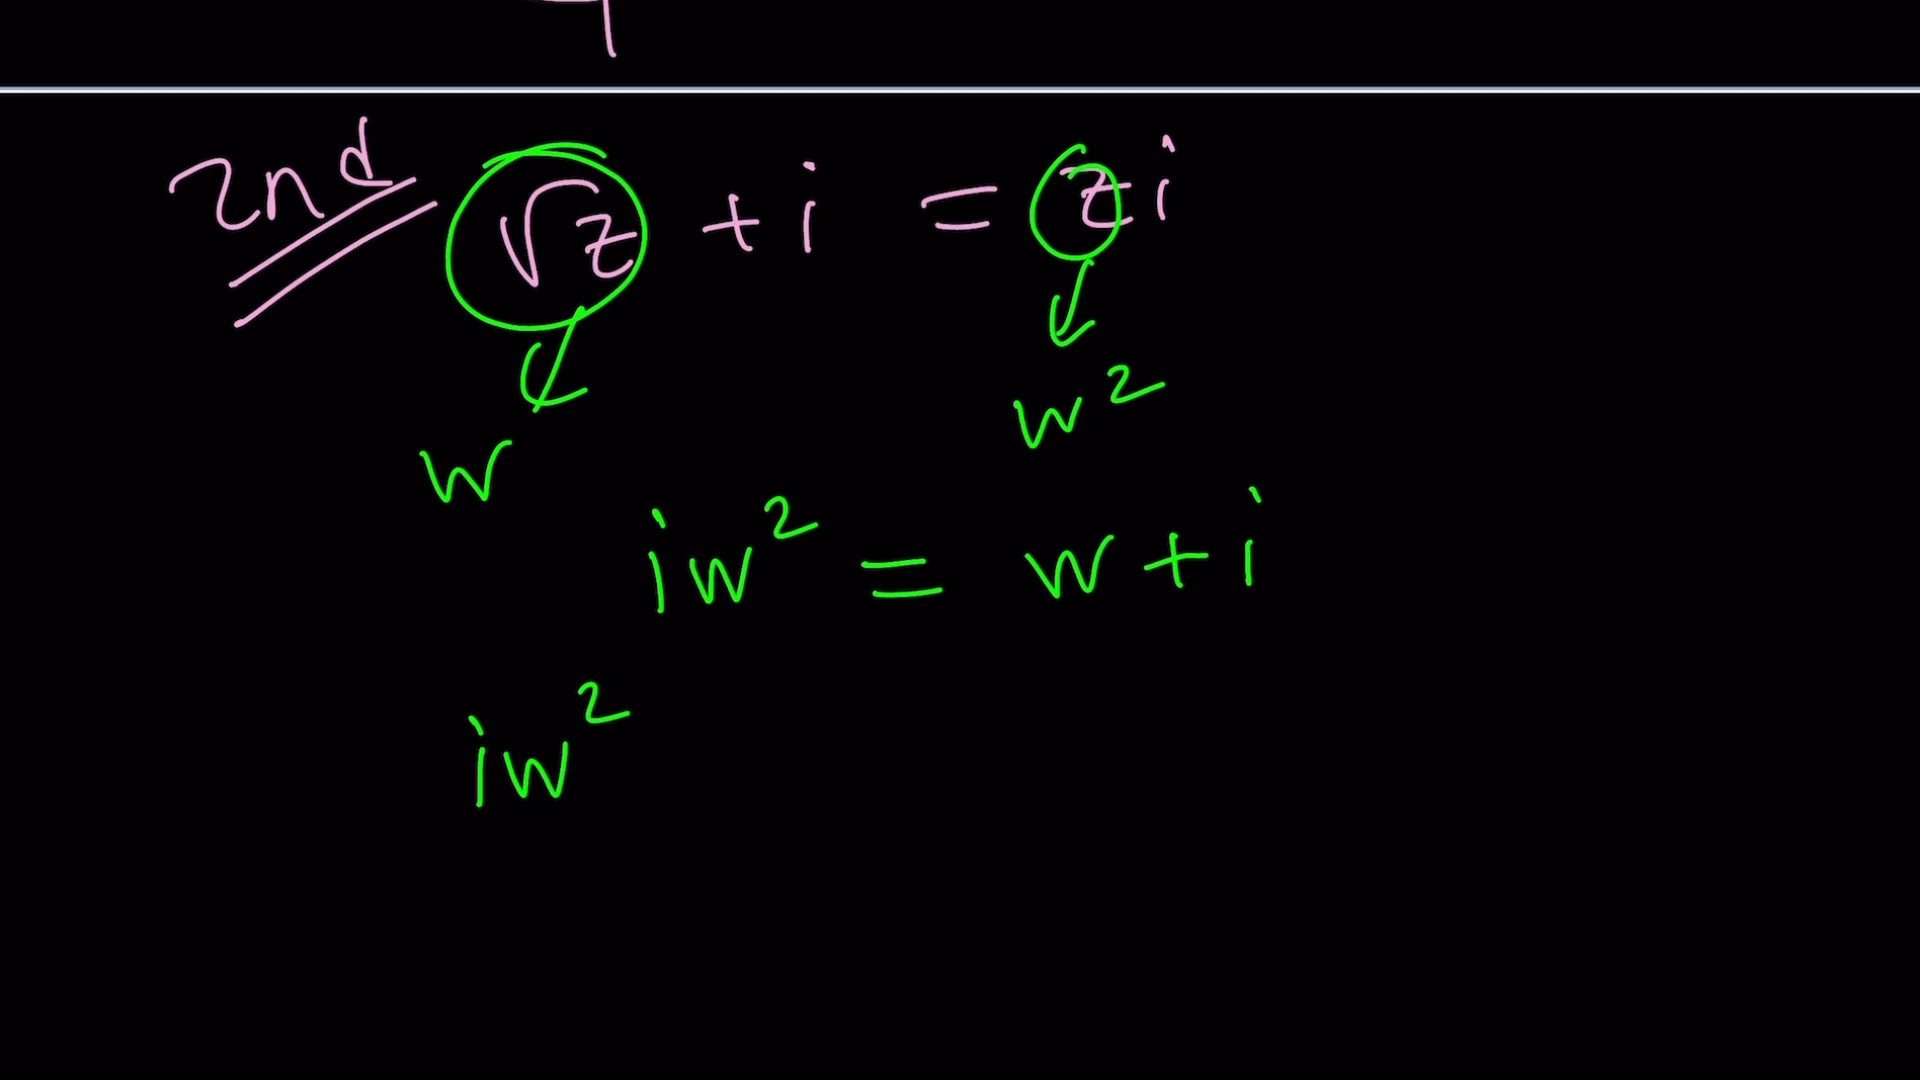 2nd √z + i = zi
w w²
iw² = w + i
iw²